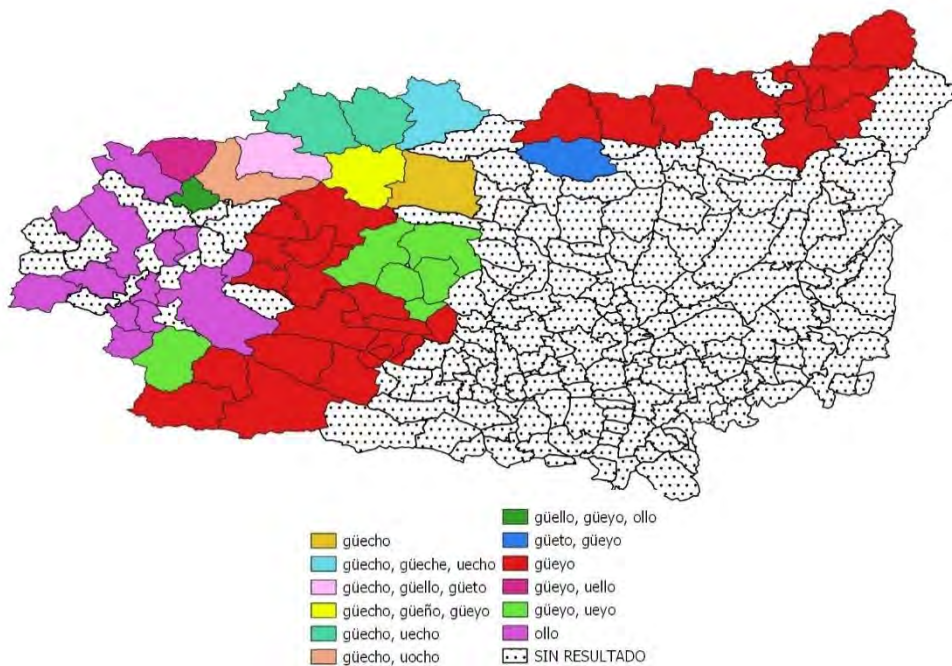 güecho
güecho, güeche, uecho
güecho, güello, güeto
güecho, güeño, güeyo
güecho, uecho
güecho, uocho
güello, güeyo, ollo
güeto, güeyo
güeyo
güeyo, uello
güeyo, ueyo
ollo
SIN RESULTADO